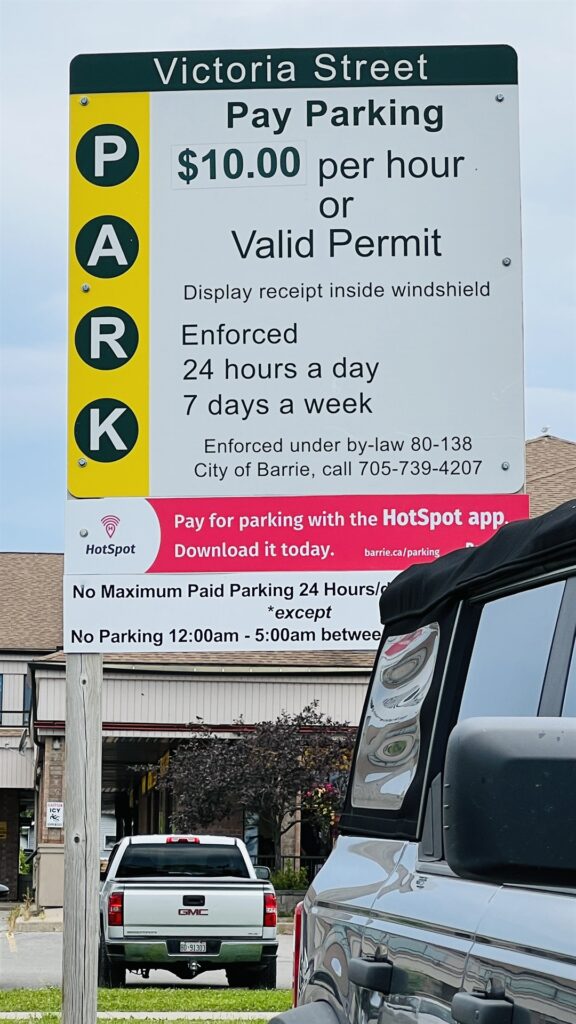 Victoria Street
PARK
Pay Parking
$10.00 per hour
or
Valid Permit
Display receipt inside windshield
Enforced
24 hours a day
7 days a week
Enforced under by-law 80-138
City of Barrie, call 705-739-4207
HotSpot
Pay for parking with the HotSpot app.
Download it today.
barrie.ca/parking
No Maximum Paid Parking 24 Hours/
*except
No Parking 12:00am - 5:00am betwee
ICY
GMC